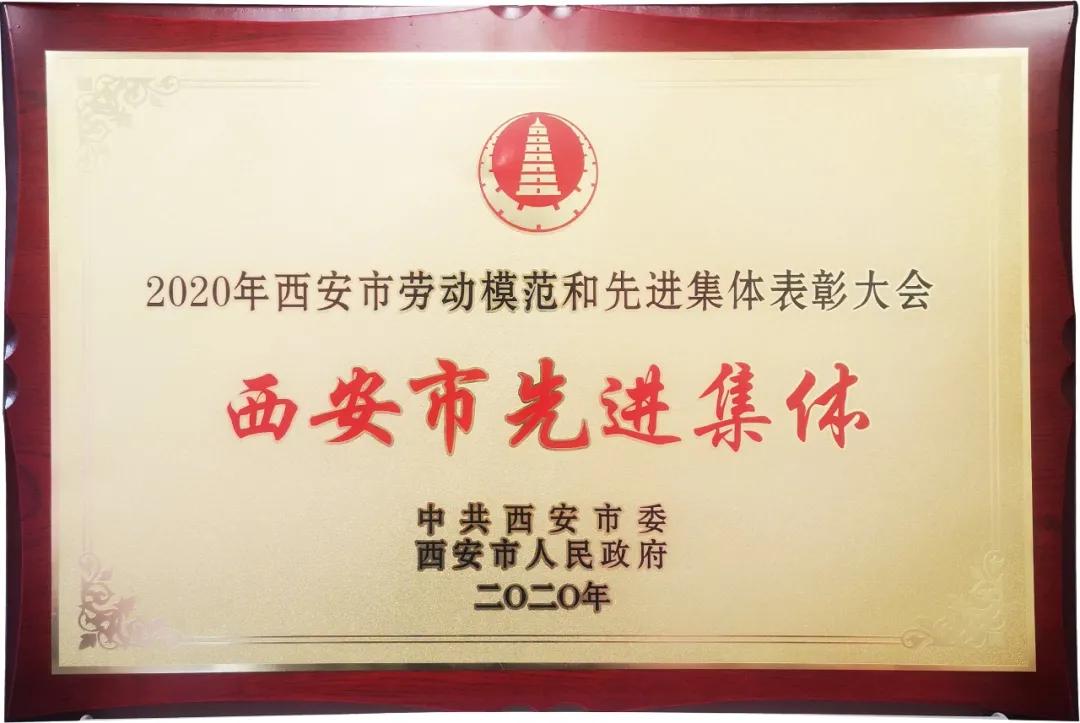 2020年西安市劳动模范和先进集体表彰大会
西安市先进集体
中共西安市委
西安市人民政府
二〇二〇年